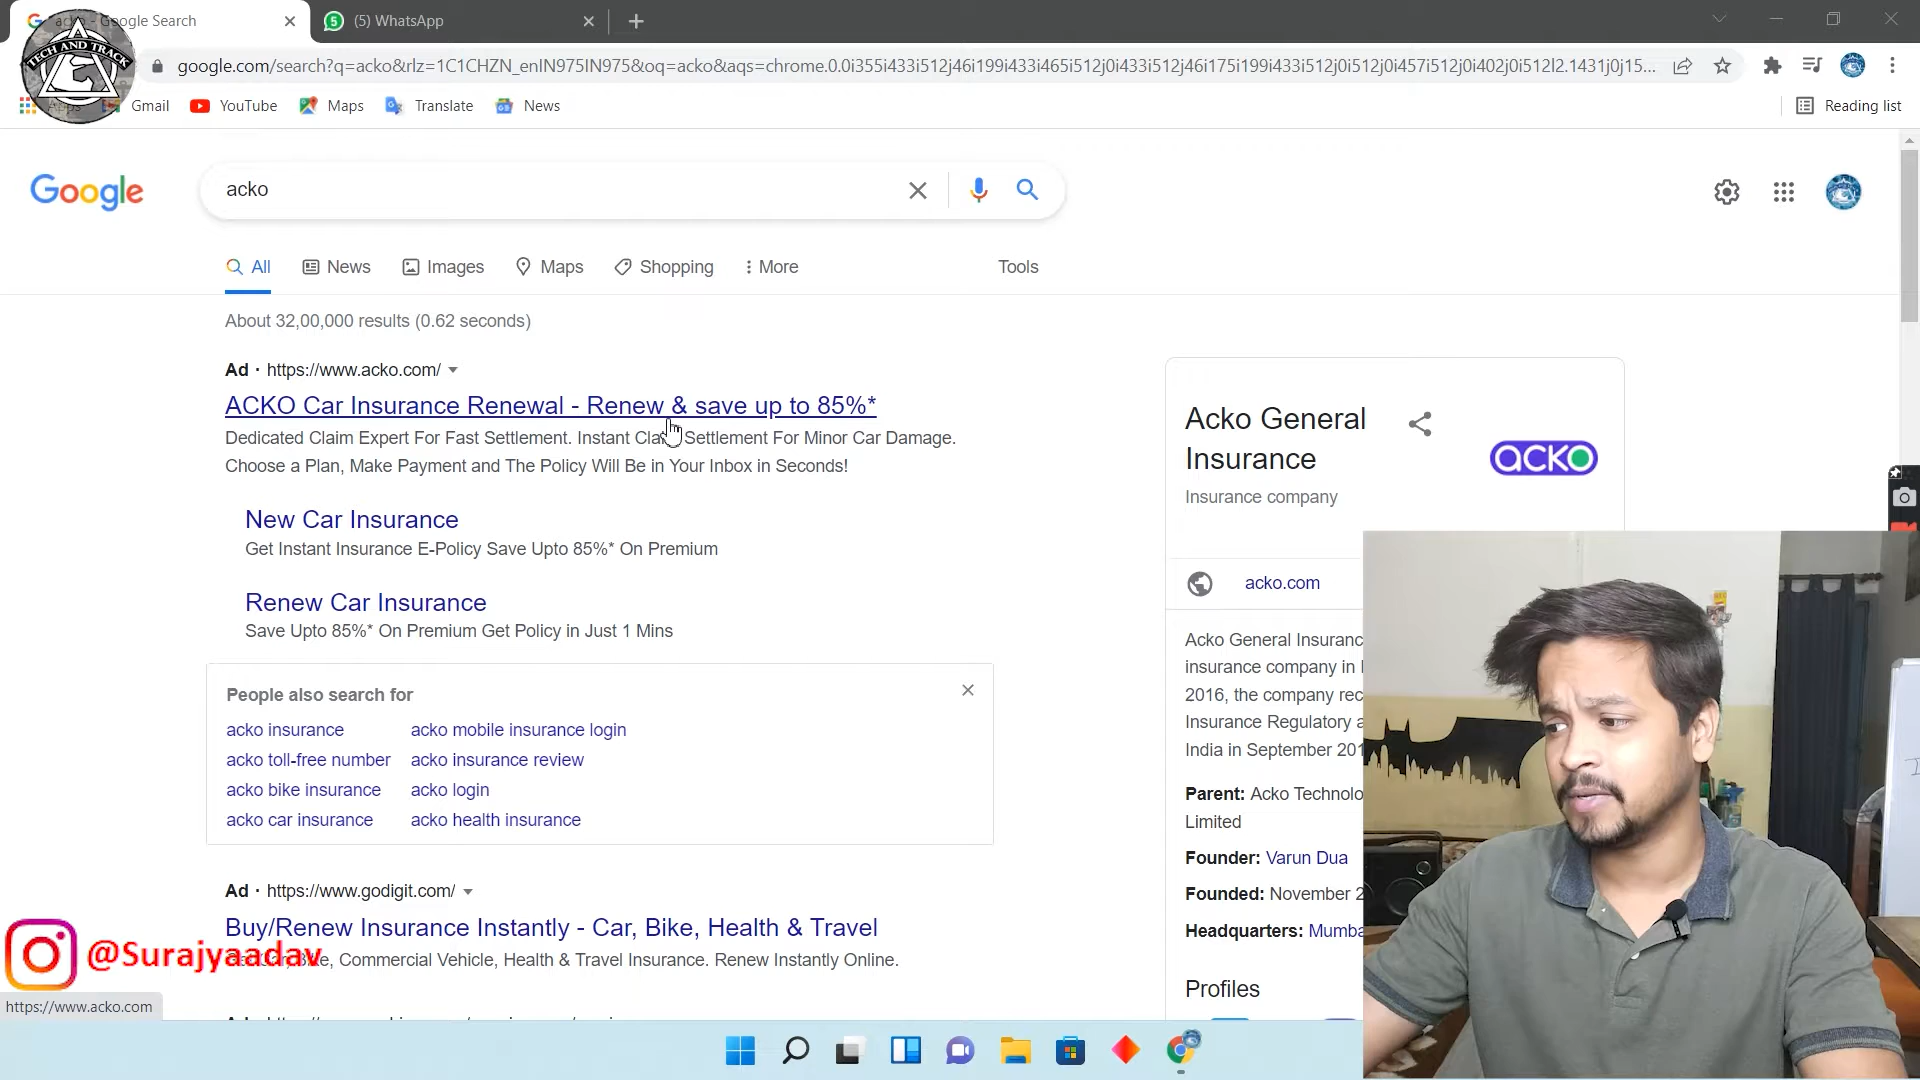 acko - Google Search
(5) WhatsApp
TECH AND TRACK
google.com/search?q=acko&rlz=1C1CHZN_enIN975IN975&oq=acko&aqs=chrome.0.0i355i433i512j46i199i433i465i512j0i433i512j46i175i199i433i512j0i512j0i457i512j0i402j0i512l2.1431j0j15...
Apps
Gmail
YouTube
Maps
Translate
News
Reading list
Google
acko
All
News
Images
Maps
Shopping
More
Tools
About 32,00,000 results (0.62 seconds)
Ad · https://www.acko.com/
ACKO Car Insurance Renewal - Renew & save up to 85%*
Dedicated Claim Expert For Fast Settlement. Instant Claim Settlement For Minor Car Damage.
Choose a Plan, Make Payment and The Policy Will Be in Your Inbox in Seconds!
New Car Insurance
Get Instant Insurance E-Policy Save Upto 85%* On Premium
Renew Car Insurance
Save Upto 85%* On Premium Get Policy in Just 1 Mins
People also search for
acko insurance
acko mobile insurance login
acko toll-free number
acko insurance review
acko bike insurance
acko login
acko car insurance
acko health insurance
Ad · https://www.godigit.com/
Buy/Renew Insurance Instantly - Car, Bike, Health & Travel
Commercial Vehicle, Health & Travel Insurance. Renew Instantly Online.
@Surajyaadav
https://www.acko.com
Acko General
Insurance
acko
Insurance company
acko.com
Acko General Insuranc
insurance company in
2016, the company rec
Insurance Regulatory a
India in September 201
Parent: Acko Technolo
Limited
Founder: Varun Dua
Founded: November 2
Headquarters: Mumba
Profiles